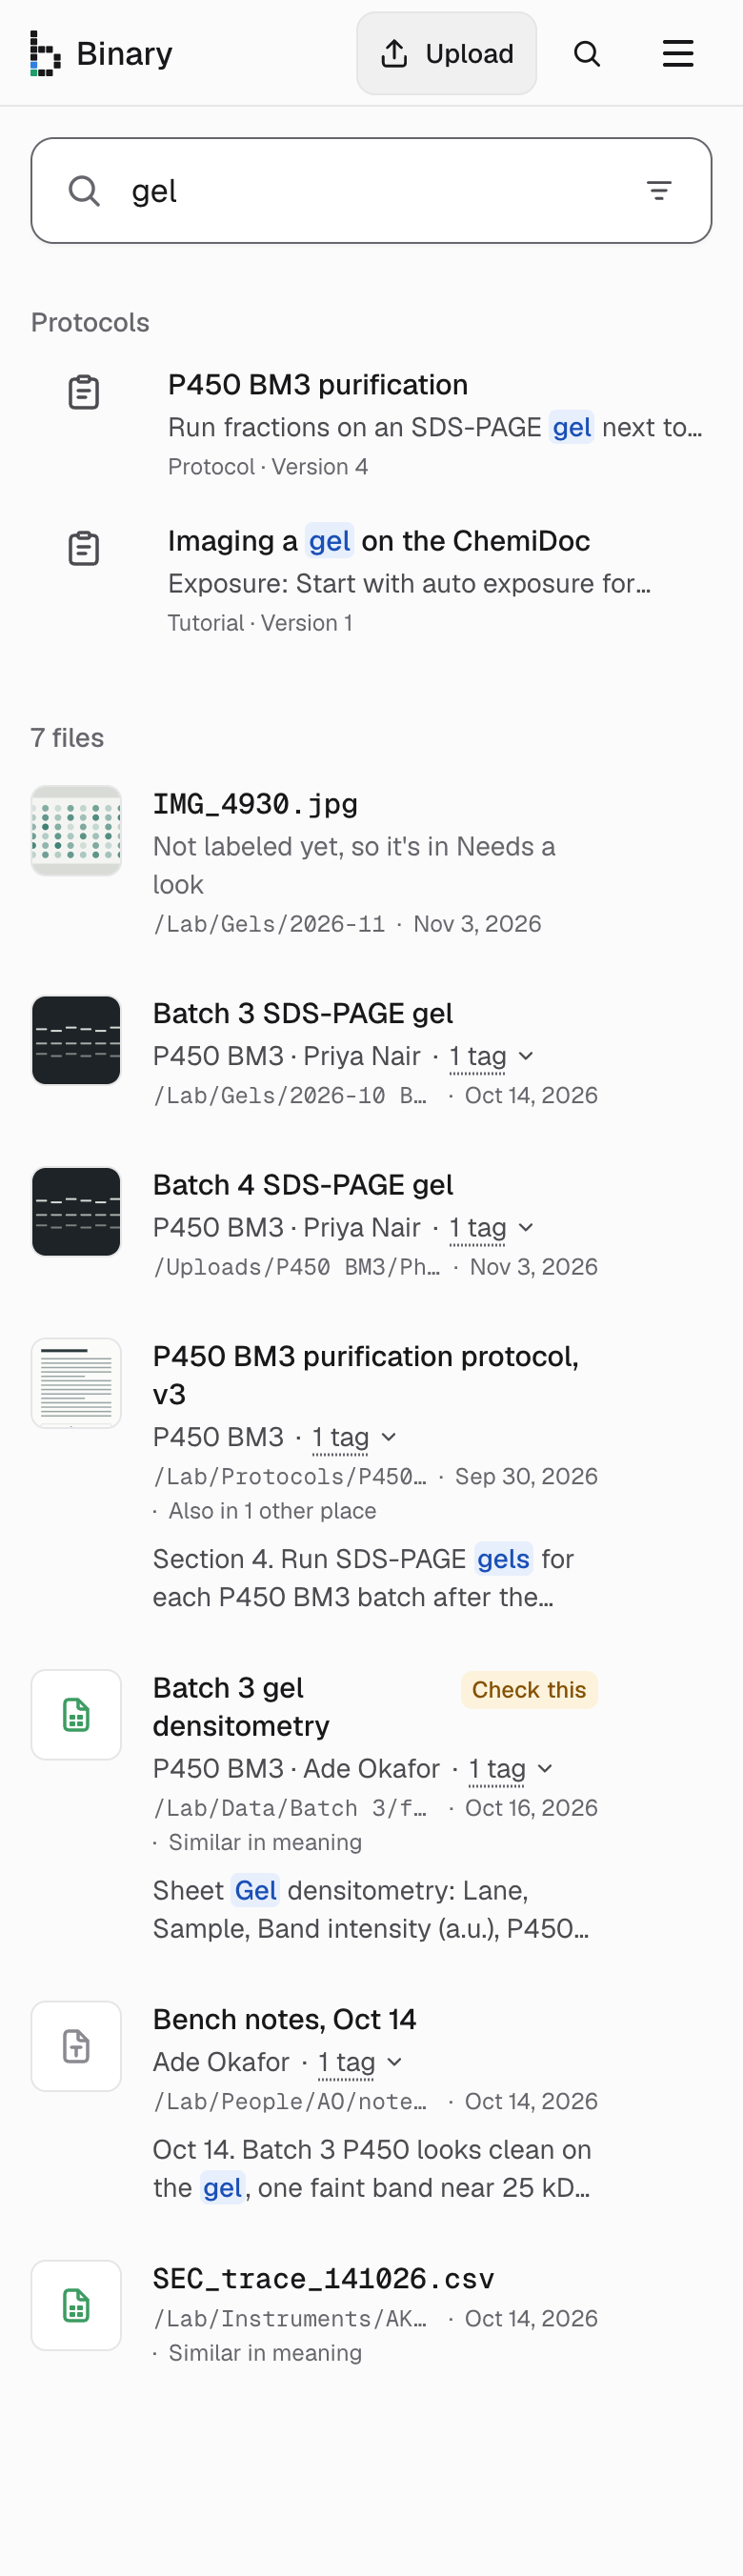 Binary
Upload
gel
Protocols
P450 BM3 purification
Run fractions on an SDS-PAGE gel next to…
Protocol · Version 4
Imaging a gel on the ChemiDoc
Exposure: Start with auto exposure for…
Tutorial · Version 1
7 files
IMG_4930.jpg
Not labeled yet, so it's in Needs a
look
/Lab/Gels/2026-11 · Nov 3, 2026
Batch 3 SDS-PAGE gel
P450 BM3 · Priya Nair · 1 tag
/Lab/Gels/2026-10 B… · Oct 14, 2026
Batch 4 SDS-PAGE gel
P450 BM3 · Priya Nair · 1 tag
/Uploads/P450 BM3/Ph… · Nov 3, 2026
P450 BM3 purification protocol,
v3
P450 BM3 · 1 tag
/Lab/Protocols/P450… · Sep 30, 2026
· Also in 1 other place
Section 4. Run SDS-PAGE gels for
each P450 BM3 batch after the…
Batch 3 gel
densitometry
Check this
P450 BM3 · Ade Okafor · 1 tag
/Lab/Data/Batch 3/f… · Oct 16, 2026
· Similar in meaning
Sheet Gel densitometry: Lane,
Sample, Band intensity (a.u.), P450…
Bench notes, Oct 14
Ade Okafor · 1 tag
/Lab/People/AO/note… · Oct 14, 2026
Oct 14. Batch 3 P450 looks clean on
the gel, one faint band near 25 kD…
SEC_trace_141026.csv
/Lab/Instruments/AK… · Oct 14, 2026
· Similar in meaning